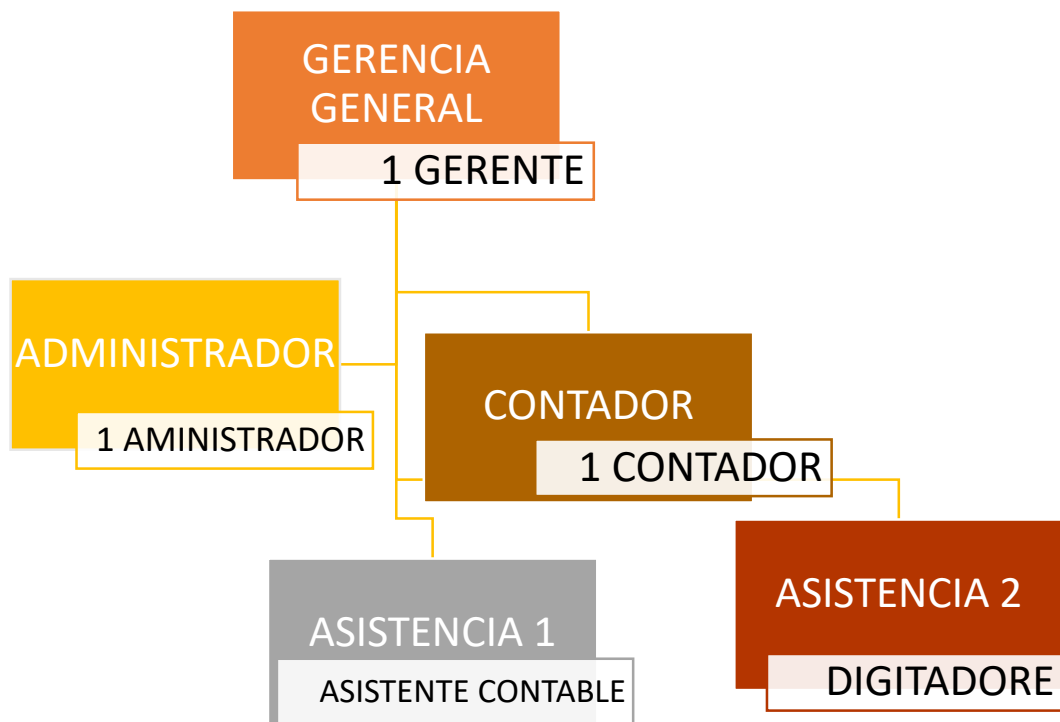 GERENCIA
GENERAL
1 GERENTE
ADMINISTRADOR
1 AMINISTRADOR
CONTADOR
1 CONTADOR
ASISTENCIA 1
ASISTENTE CONTABLE
ASISTENCIA 2
DIGITADORE